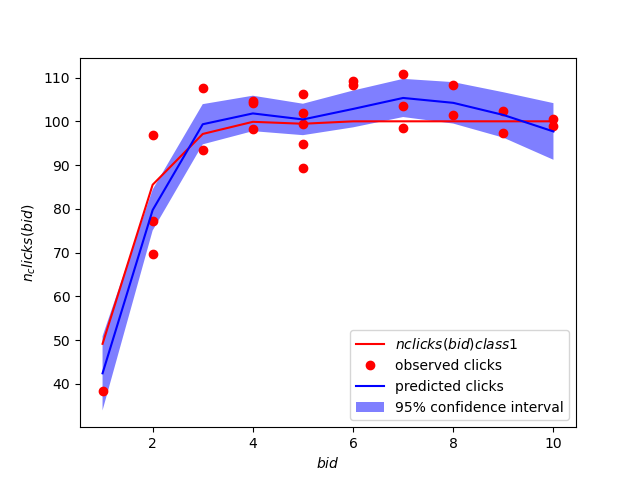 110
100
90
80
70
60
50
40
n_clicks(bid)
2
4
6
8
10
bid
nclicks(bid)class1
observed clicks
predicted clicks
95% confidence interval